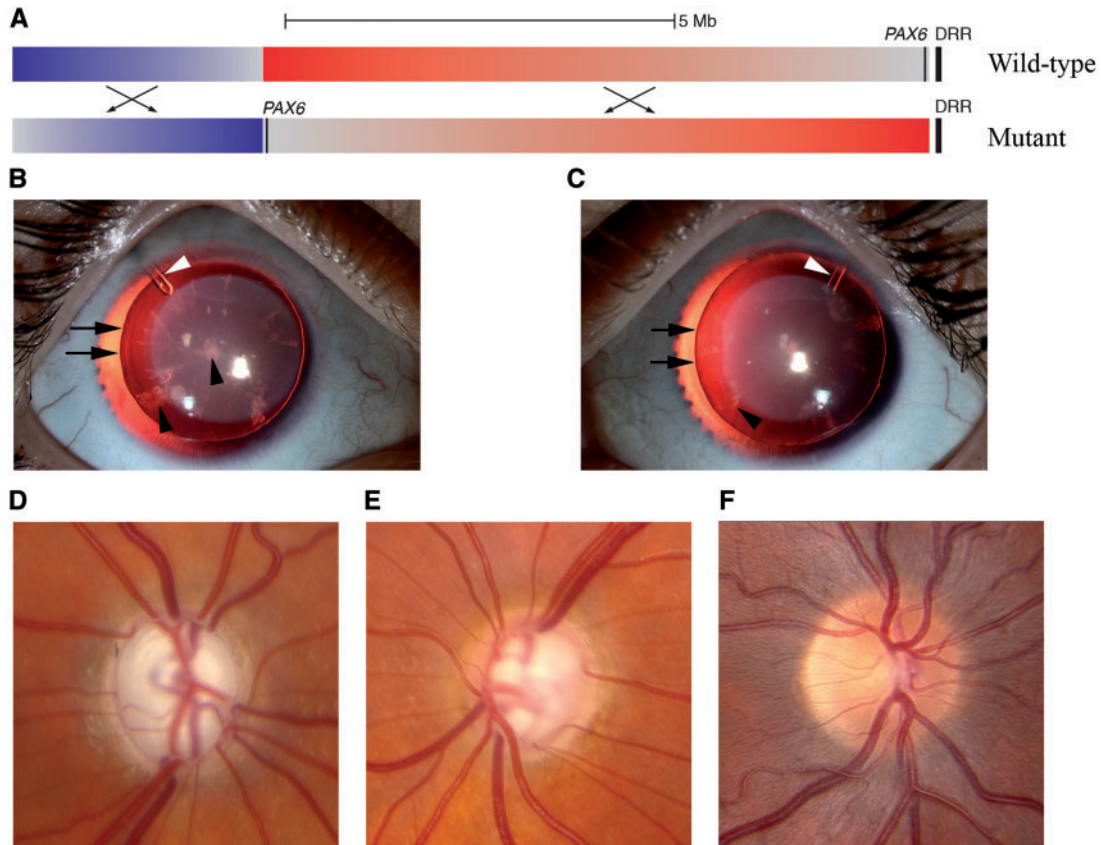 A
5 Mb
PAX6 DRR
Wild-type
PAX6 DRR
Mutant
B C
D E F